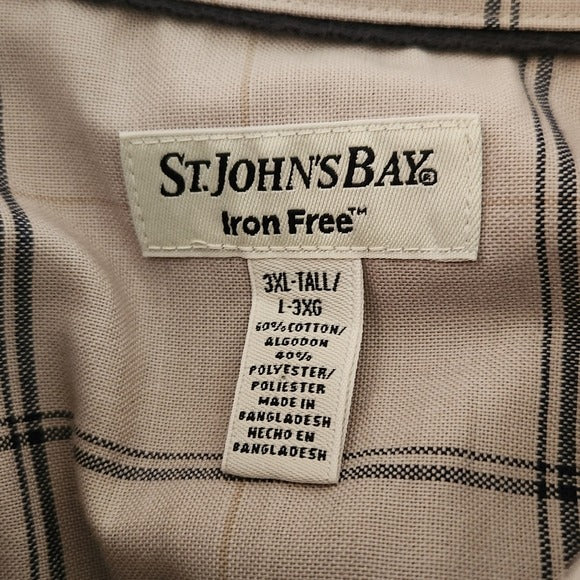 ST. JOHN'S BAY®
Iron Free™
3XL-TALL/
L-3XG
60% COTTON/
ALGODON
40%
POLYESTER/
POLIESTER
MADE IN
BANGLADESH
HECHO EN
BANGLADESH